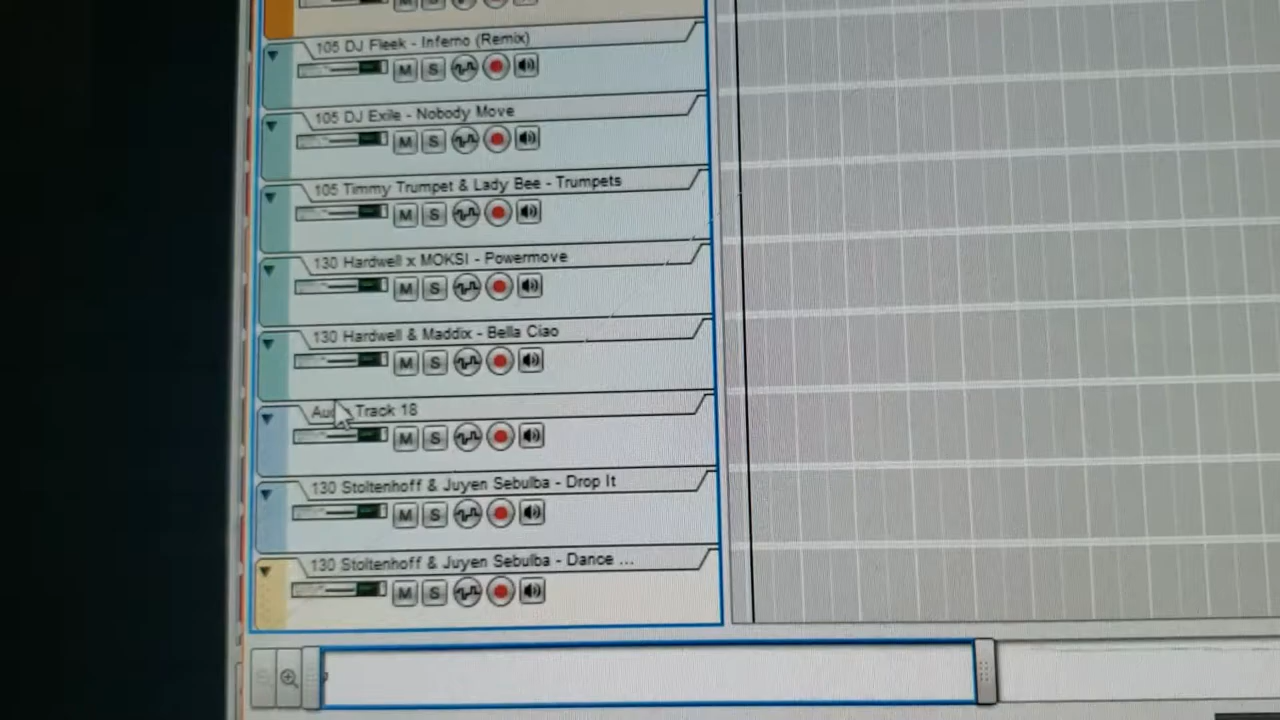 M S
105 DJ Fleek - Inferno (Remix)
M S
105 DJ Exile - Nobody Move
M S
105 Timmy Trumpet & Lady Bee - Trumpets
M S
130 Hardwell x MOKSI - Powermove
M S
130 Hardwell & Maddix - Bella Ciao
M S
Track 18
M S
130 Stoltenhoff & Juyen Sebulba - Drop It
M S
130 Stoltenhoff & Juyen Sebulba - Dance ...
M S